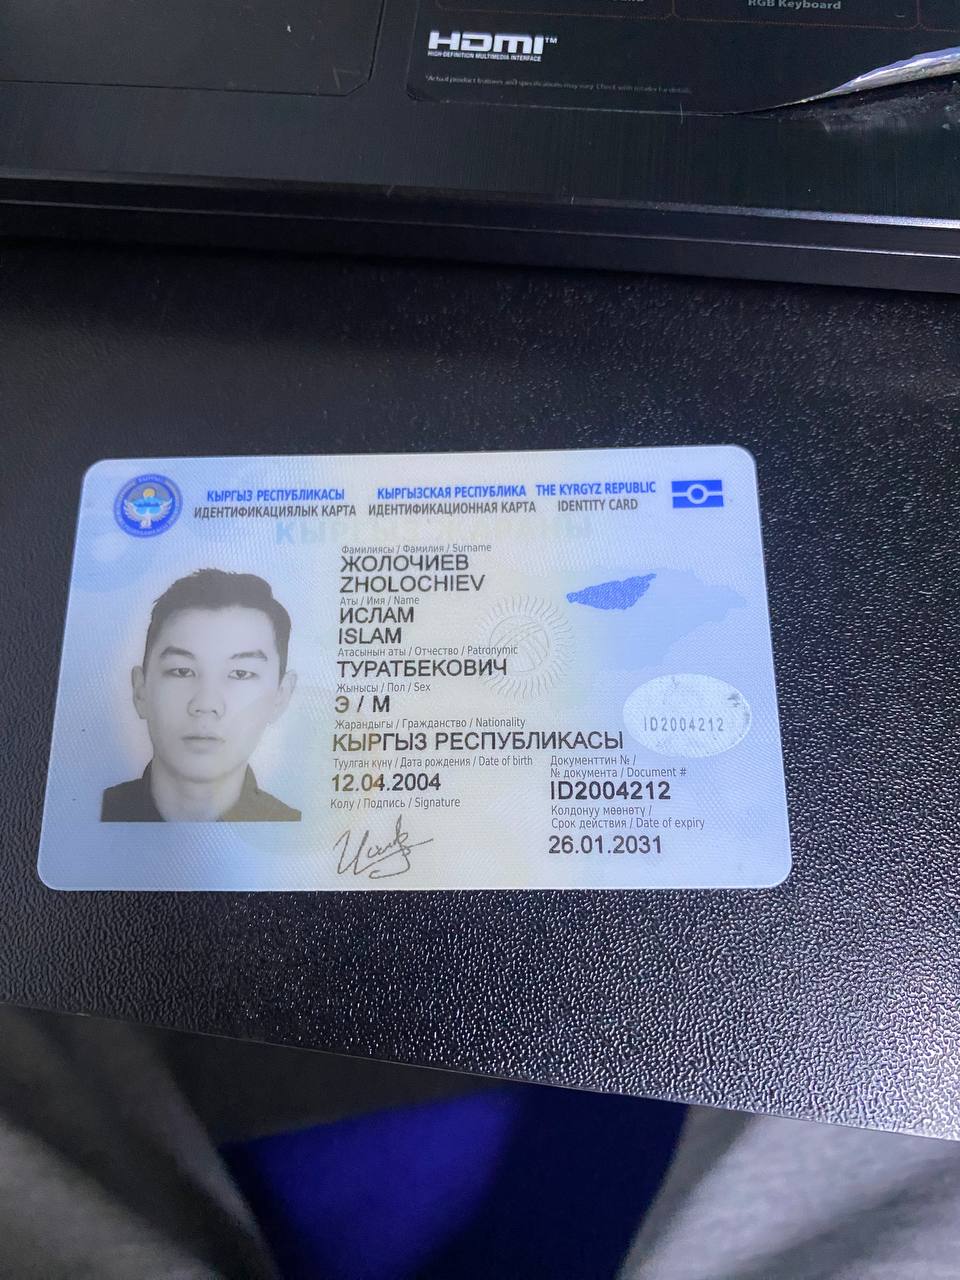 RGB Keyboard
HDMI™
HIGH-DEFINITION MULTIMEDIA INTERFACE
*Actual product features and specifications may vary. Check with retailer for details.
КЫРГЫЗ РЕСПУБЛИКАСЫ КЫРГЫЗСКАЯ РЕСПУБЛИКА THE KYRGYZ REPUBLIC
ИДЕНТИФИКАЦИЯЛЫК КАРТА ИДЕНТИФИКАЦИОННАЯ КАРТА IDENTITY CARD
Фамилиясы / Фамилия / Surname
ЖОЛОЧИЕВ
ZHOLOCHIEV
Аты / Имя / Name
ИСЛАМ
ISLAM
Атасынын аты / Отчество / Patronymic
ТУРАТБЕКОВИЧ
Жынысы / Пол / Sex
Э / М
ID2004212
Жарандыгы / Гражданство / Nationality
КЫРГЫЗ РЕСПУБЛИКАСЫ
Туулган күнү / Дата рождения / Date of birth
12.04.2004
Документтин № /
№ документа / Document #
ID2004212
Колу / Подпись / Signature
Колдонуу мөөнөтү /
Срок действия / Date of expiry
26.01.2031